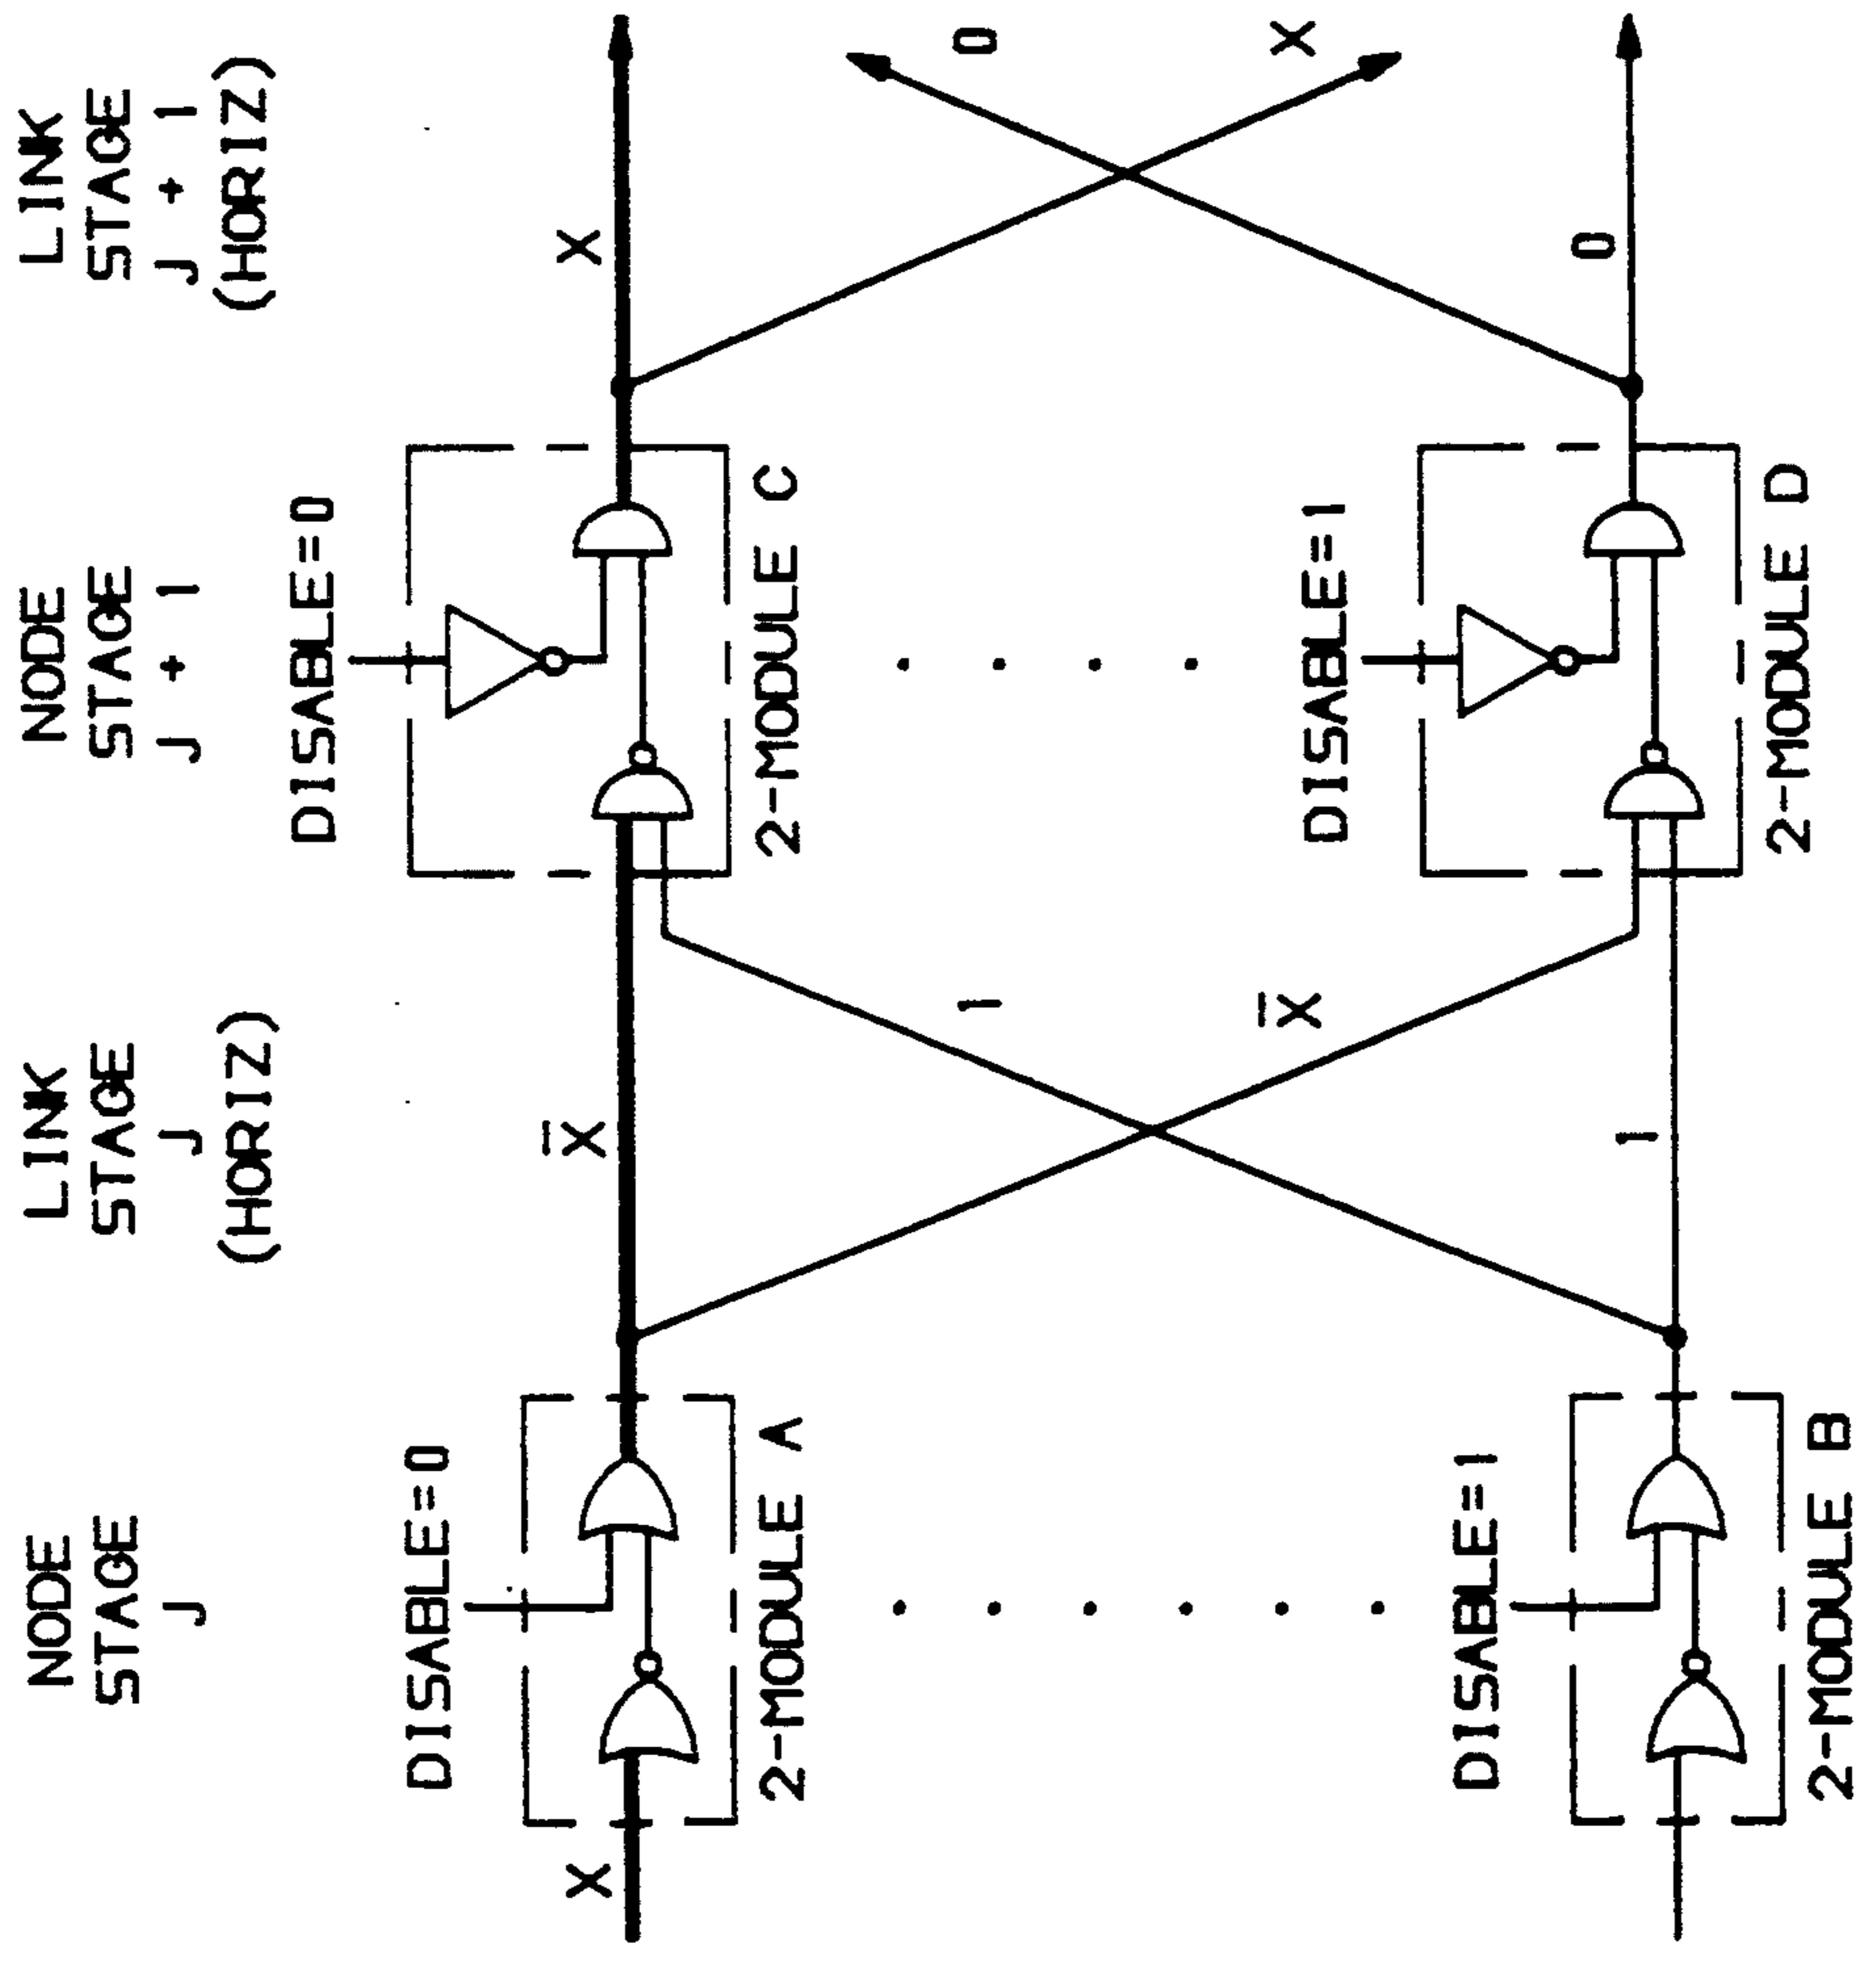 NODE
STAGE
J
LINK
STAGE
J
(HORIZ)
NODE
STAGE
J + 1
LINK
STAGE
J + 1
(HORIZ)
DISABLE=0
DISABLE=0
X
X̄
X
2-MODULE A
2-MODULE C
1
0
X̄
X
DISABLE=1
DISABLE=1
1
0
2-MODULE B
2-MODULE D